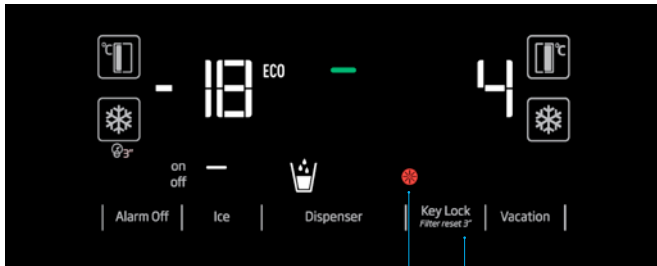 °C
°C
-18 ECO
4
3"
on
off
Alarm Off
Ice
Dispenser
Key Lock
Filter reset 3"
Vacation